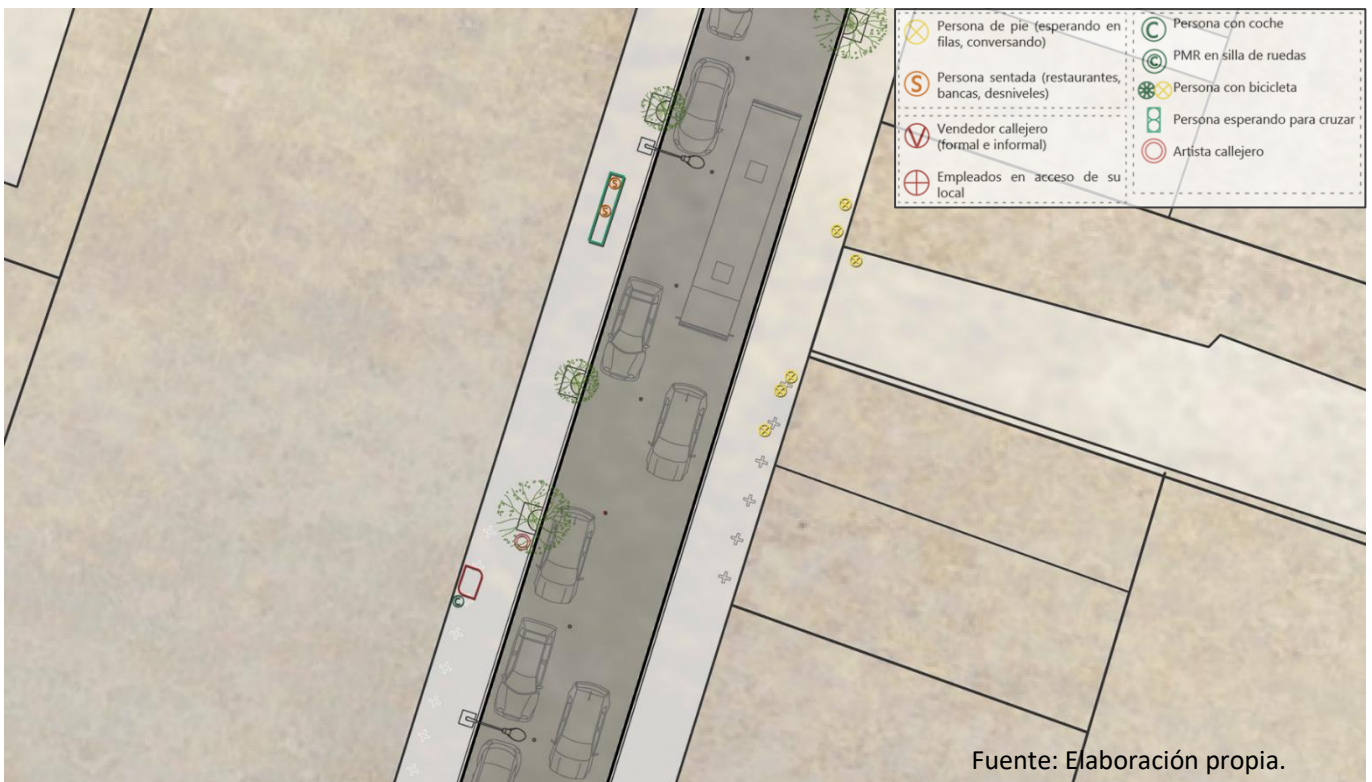 Persona de pie (esperando en
filas, conversando)
S
Persona sentada (restaurantes,
bancas, desniveles)
V
Vendedor callejero
(formal e informal)
Empleados en acceso de su
local
C
Persona con coche
C
PMR en silla de ruedas
Persona con bicicleta
Persona esperando para cruzar
Artista callejero
S
S
C
Fuente: Elaboración propia.